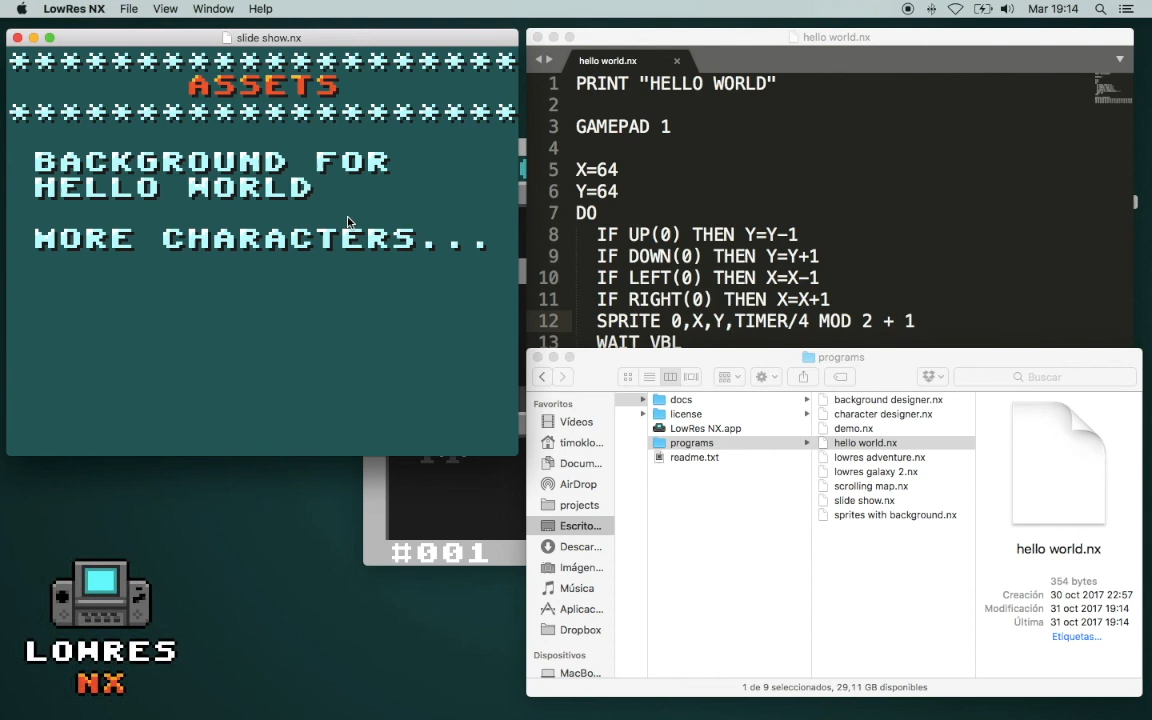 LowRes NX File View Window Help
Mar 19:14
slide show.nx
ASSETS
BACKGROUND FOR
HELLO WORLD
MORE CHARACTERS...
#001
LOWRES
NX
hello world.nx
hello world.nx
1 PRINT "HELLO WORLD"
2
3 GAMEPAD 1
4
5 X=64
6 Y=64
7 DO
8 IF UP(0) THEN Y=Y-1
9 IF DOWN(0) THEN Y=Y+1
10 IF LEFT(0) THEN X=X-1
11 IF RIGHT(0) THEN X=X+1
12 SPRITE 0,X,Y,TIMER/4 MOD 2 + 1
13 WAIT VBL
programs
Buscar
Favoritos
Vídeos
timoklo...
Docum...
AirDrop
projects
Escrito...
Descar...
Imágen...
Música
Aplicac...
Dropbox
Dispositivos
MacBo...
docs
license
LowRes NX.app
programs
readme.txt
background designer.nx
character designer.nx
demo.nx
hello world.nx
lowres adventure.nx
lowres galaxy 2.nx
scrolling map.nx
slide show.nx
sprites with background.nx
hello world.nx
354 bytes
Creación 30 oct 2017 22:57
Modificación 31 oct 2017 19:14
Última 31 oct 2017 19:14
Etiquetas...
1 de 9 seleccionados, 29,11 GB disponibles